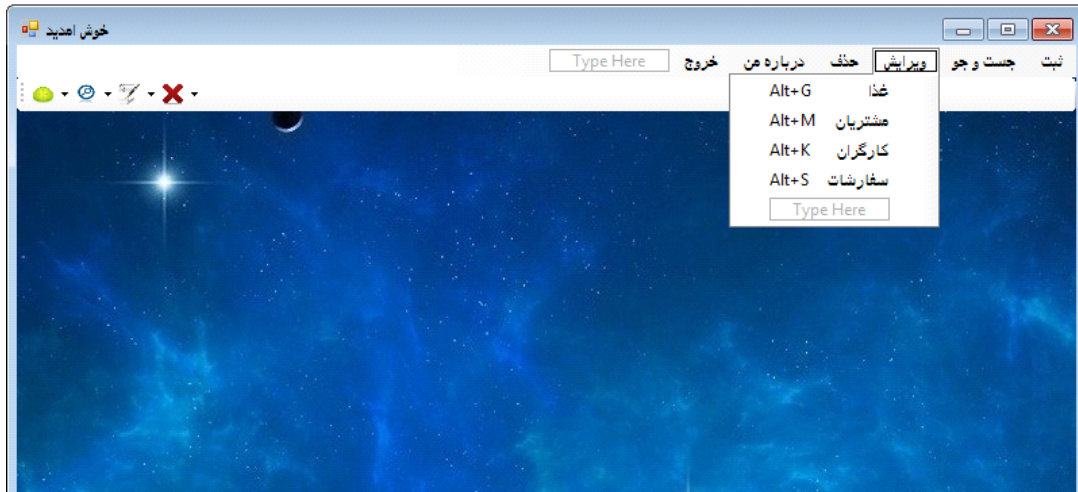 خوش امدید
ثبت جست و جو ویرایش حذف درباره من خروج Type Here
غذا Alt+G
مشتریان Alt+M
کارگران Alt+K
سفارشات Alt+S
Type Here